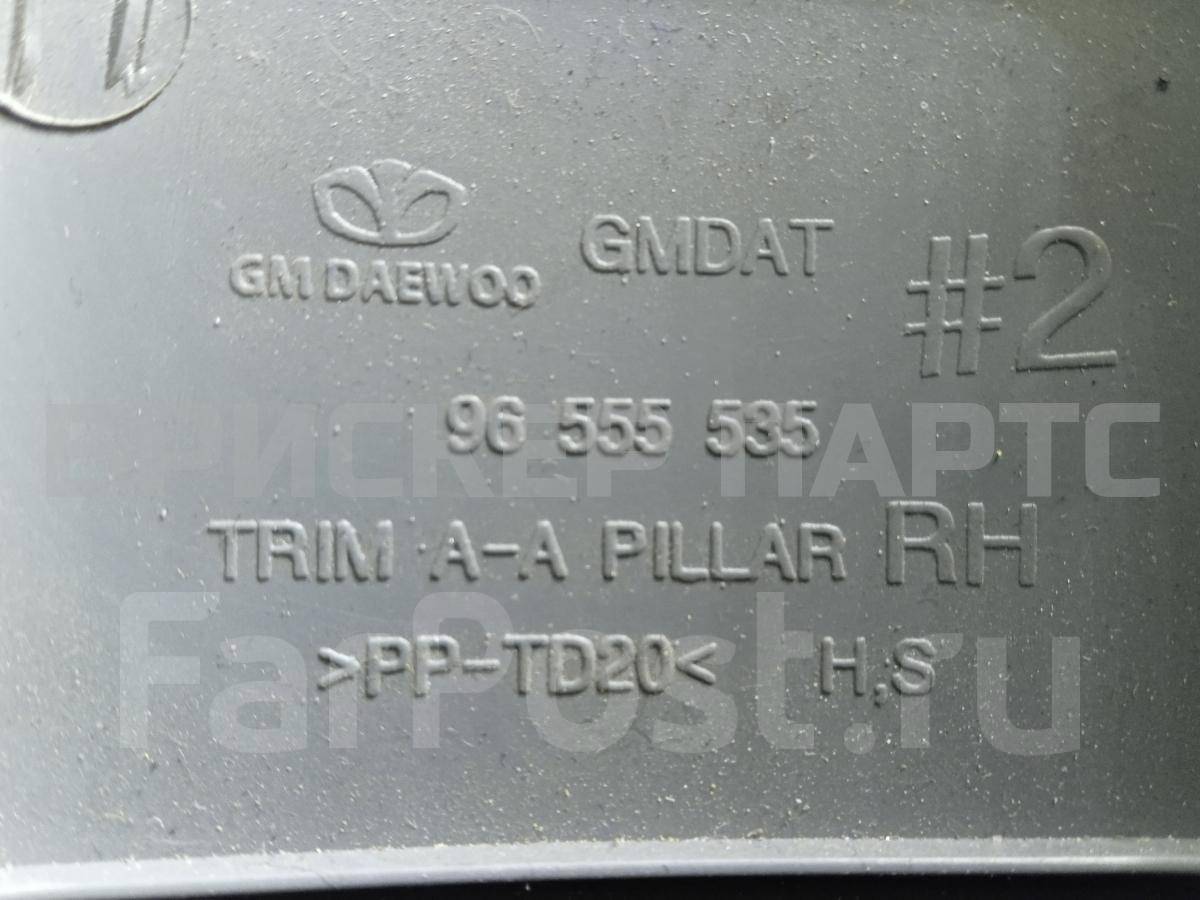 GM DAEWOO GMDAT
#2
96 555 535
БРИСКЕР ПАРТС
TRIM A-A PILLAR RH
>PP-TD20< H,S
FarPost.ru